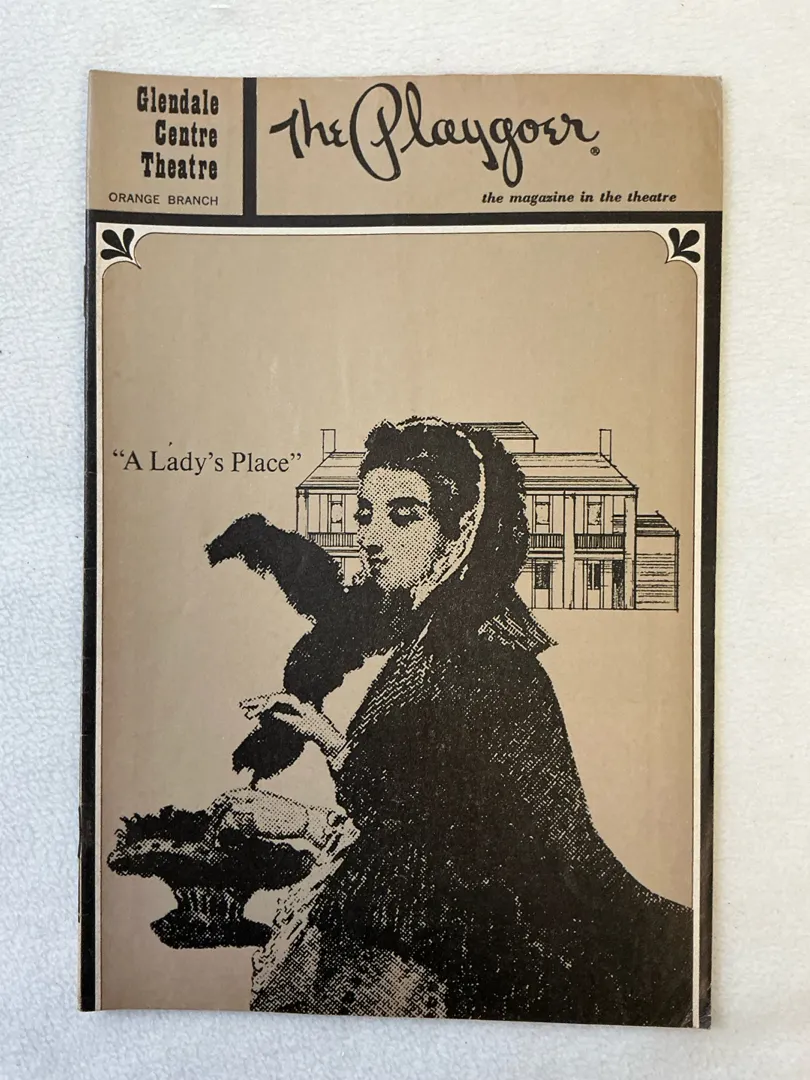 Glendale
Centre
Theatre
ORANGE BRANCH
The Playgoer®
the magazine in the theatre
“A Lady’s Place”